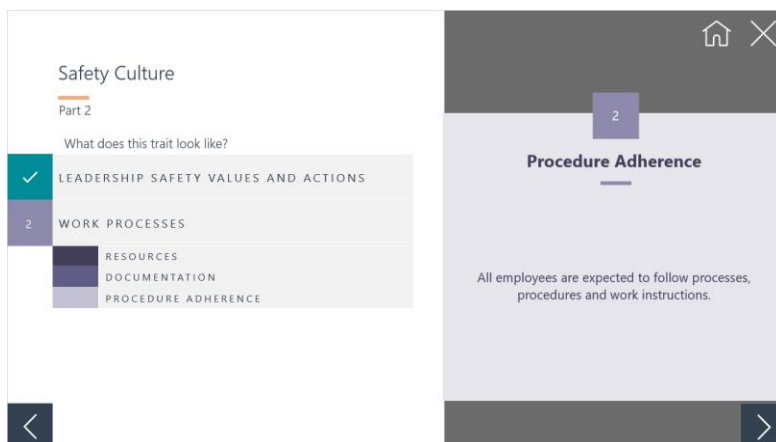 Safety Culture
Part 2
What does this trait look like?
LEADERSHIP SAFETY VALUES AND ACTIONS
2
WORK PROCESSES
RESOURCES
DOCUMENTATION
PROCEDURE ADHERENCE
2
Procedure Adherence
All employees are expected to follow processes,
procedures and work instructions.